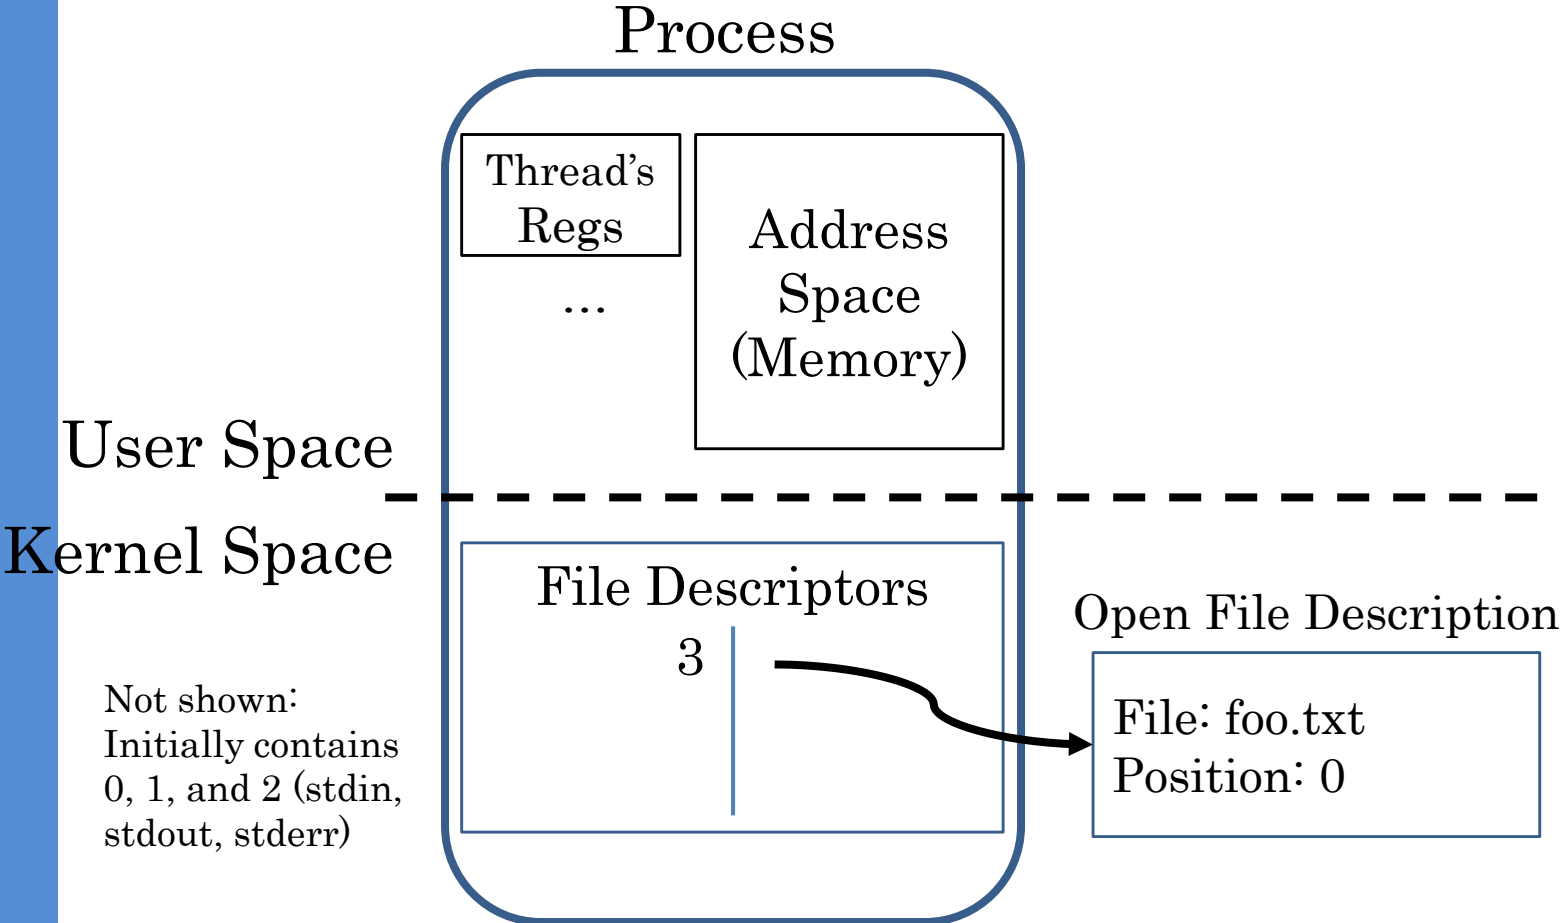 Process
Thread’s
Regs
…
Address
Space
(Memory)
User Space
Kernel Space
File Descriptors
3
Open File Description
File: foo.txt
Position: 0
Not shown:
Initially contains
0, 1, and 2 (stdin,
stdout, stderr)